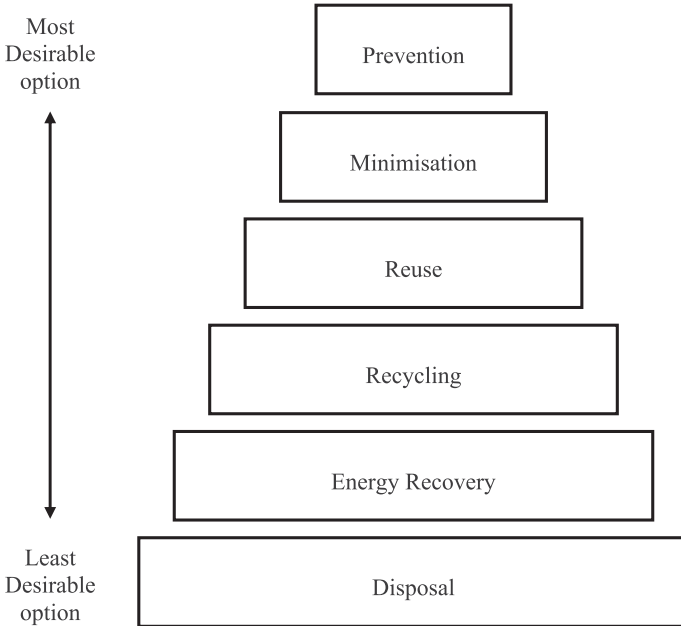 Most
Desirable
option
Prevention
Minimisation
Reuse
Recycling
Energy Recovery
Least
Desirable
option
Disposal